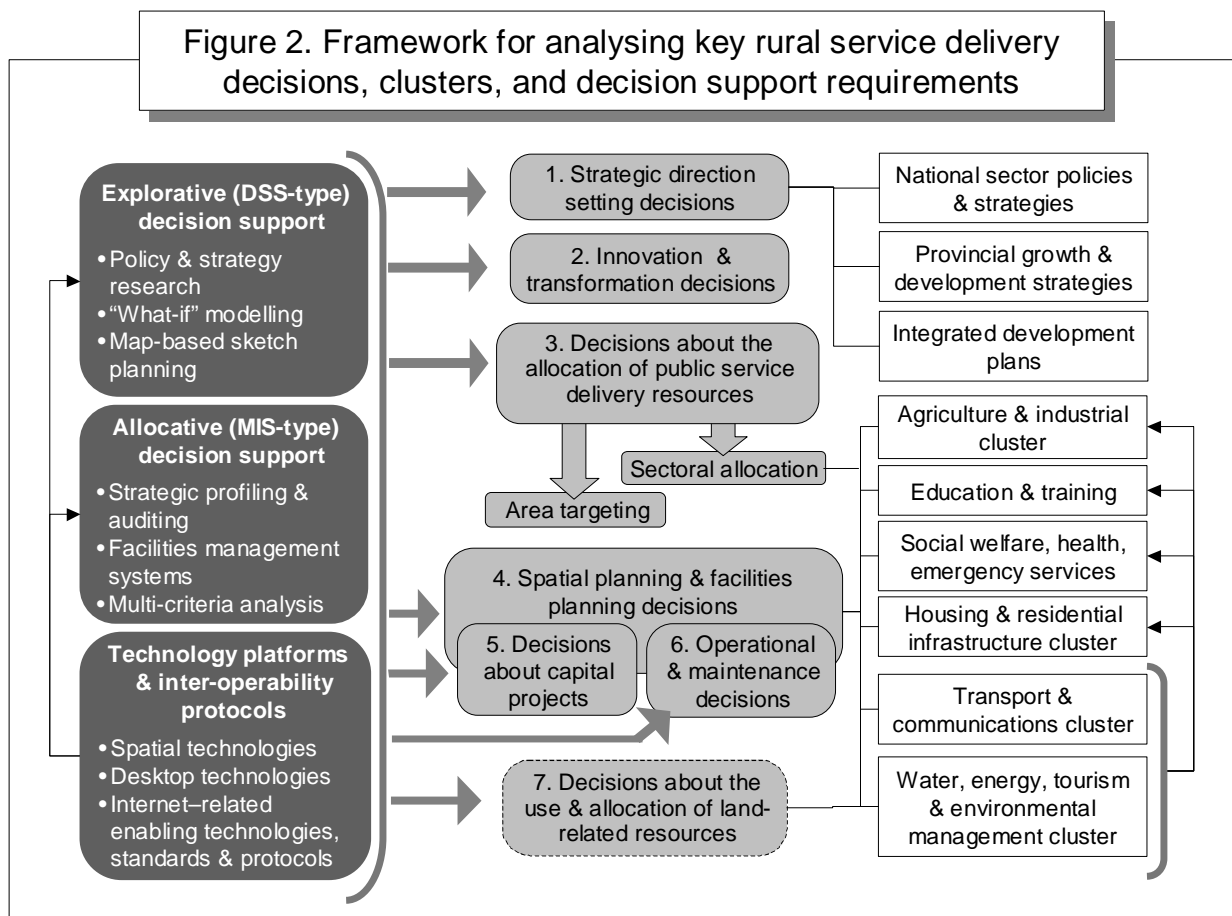 Figure 2. Framework for analysing key rural service delivery
decisions, clusters, and decision support requirements
Explorative (DSS-type)
decision support
• Policy & strategy
research
• “What-if” modelling
• Map-based sketch
planning
Allocative (MIS-type)
decision support
• Strategic profiling &
auditing
• Facilities management
systems
• Multi-criteria analysis
Technology platforms
& inter-operability
protocols
• Spatial technologies
• Desktop technologies
• Internet–related
enabling technologies,
standards & protocols
1. Strategic direction
setting decisions
2. Innovation &
transformation decisions
3. Decisions about the
allocation of public service
delivery resources
Sectoral allocation
Area targeting
4. Spatial planning & facilities
planning decisions
5. Decisions
about capital
projects
6. Operational
& maintenance
decisions
7. Decisions about the
use & allocation of land-
related resources
National sector policies
& strategies
Provincial growth &
development strategies
Integrated development
plans
Agriculture & industrial
cluster
Education & training
Social welfare, health,
emergency services
Housing & residential
infrastructure cluster
Transport &
communications cluster
Water, energy, tourism
& environmental
management cluster